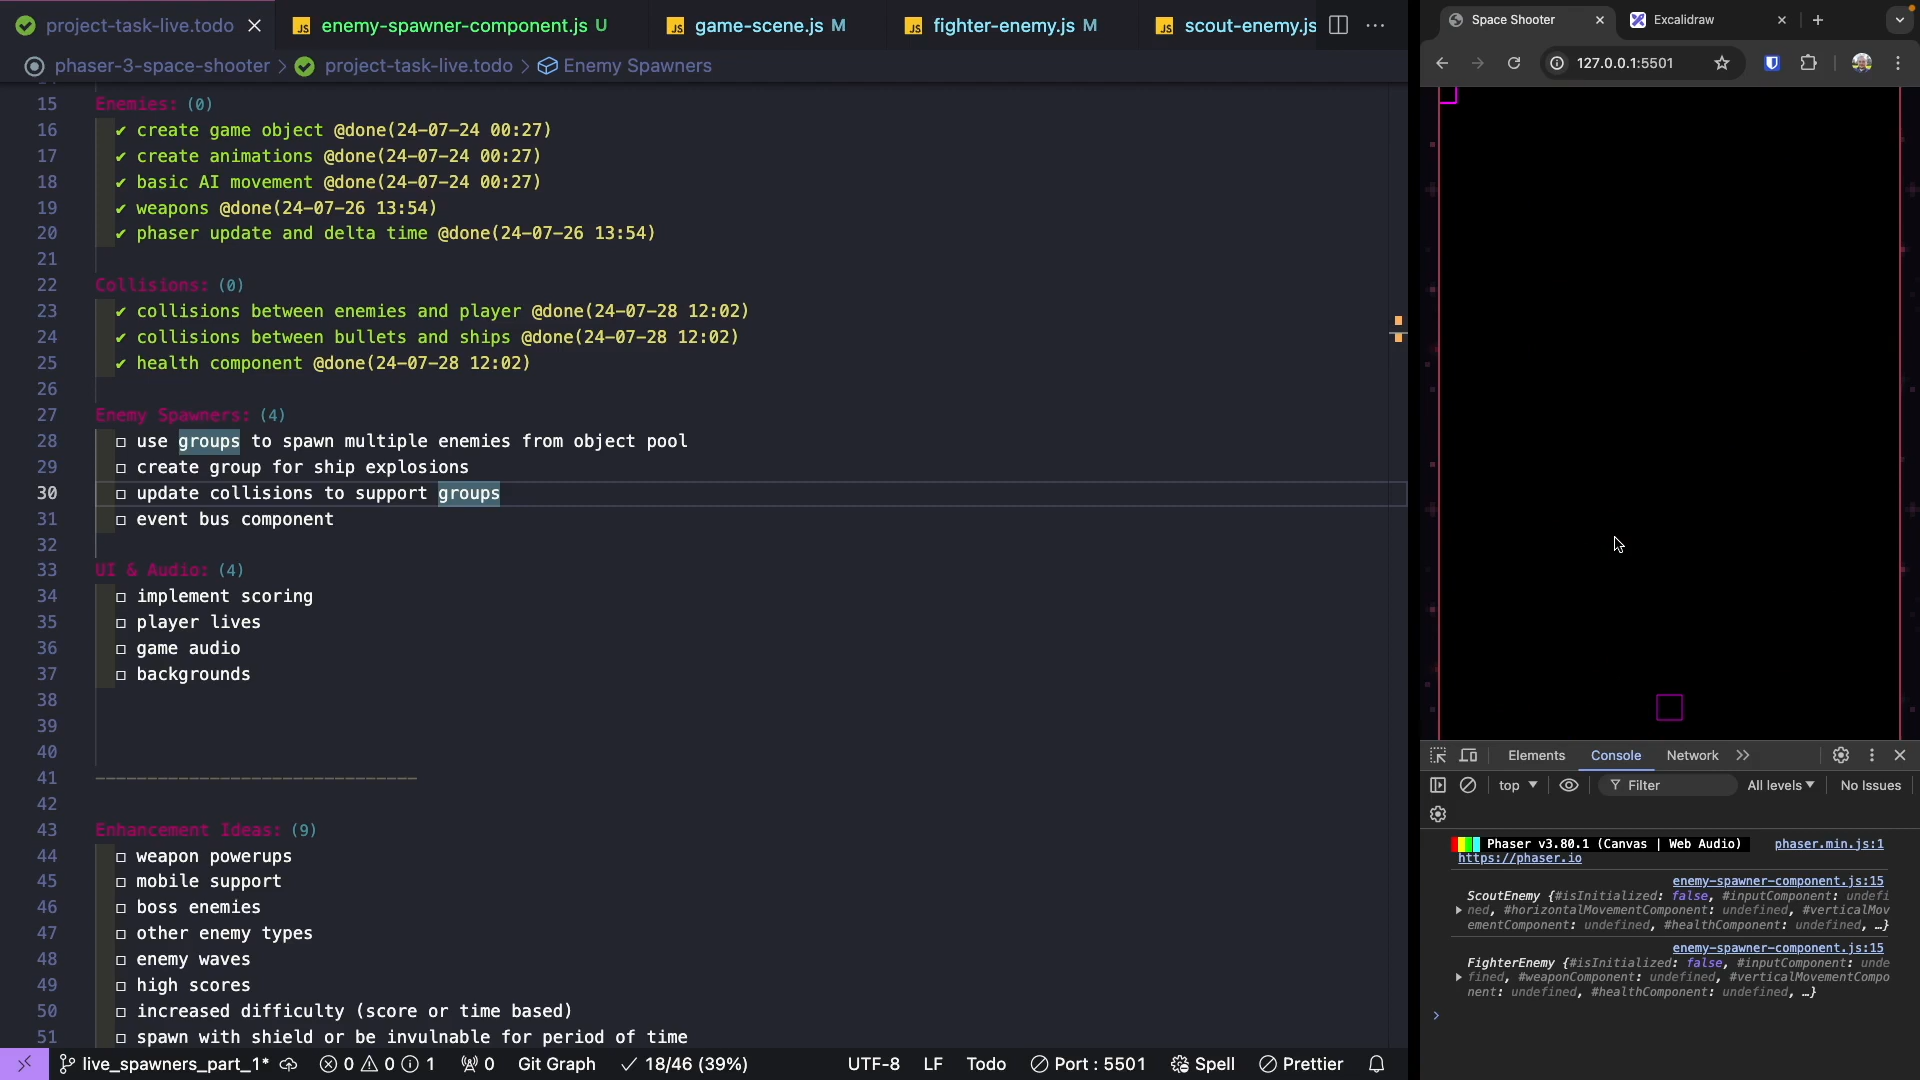 project-task-live.todo
enemy-spawner-component.js U
game-scene.js M
fighter-enemy.js M
scout-enemy.js
phaser-3-space-shooter > project-task-live.todo > Enemy Spawners
15 Enemies: (0)
16 ✔ create game object @done(24-07-24 00:27)
17 ✔ create animations @done(24-07-24 00:27)
18 ✔ basic AI movement @done(24-07-24 00:27)
19 ✔ weapons @done(24-07-26 13:54)
20 ✔ phaser update and delta time @done(24-07-26 13:54)
21
22 Collisions: (0)
23 ✔ collisions between enemies and player @done(24-07-28 12:02)
24 ✔ collisions between bullets and ships @done(24-07-28 12:02)
25 ✔ health component @done(24-07-28 12:02)
26
27 Enemy Spawners: (4)
28 □ use groups to spawn multiple enemies from object pool
29 □ create group for ship explosions
30 □ update collisions to support groups
31 □ event bus component
32
33 UI & Audio: (4)
34 □ implement scoring
35 □ player lives
36 □ game audio
37 □ backgrounds
38
39
40
41 -------------------------------
42
43 Enhancement Ideas: (9)
44 □ weapon powerups
45 □ mobile support
46 □ boss enemies
47 □ other enemy types
48 □ enemy waves
49 □ high scores
50 □ increased difficulty (score or time based)
51 □ spawn with shield or be invulnerable for period of time
live_spawners_part_1* 0 0 1 0 Git Graph 18/46 (39%) UTF-8 LF Todo Port : 5501 Spell Prettier
Space Shooter
Excalidraw
127.0.0.1:5501
Elements Console Network
top Filter All levels No Issues
Phaser v3.80.1 (Canvas | Web Audio) phaser.min.js:1
https://phaser.io
enemy-spawner-component.js:15
ScoutEnemy {#isInitialized: false, #inputComponent: undefi
ned, #horizontalMovementComponent: undefined, #verticalMov
ementComponent: undefined, #healthComponent: undefined, …}
enemy-spawner-component.js:15
FighterEnemy {#isInitialized: false, #inputComponent: unde
fined, #weaponComponent: undefined, #verticalMovementCompo
nent: undefined, #healthComponent: undefined, …}